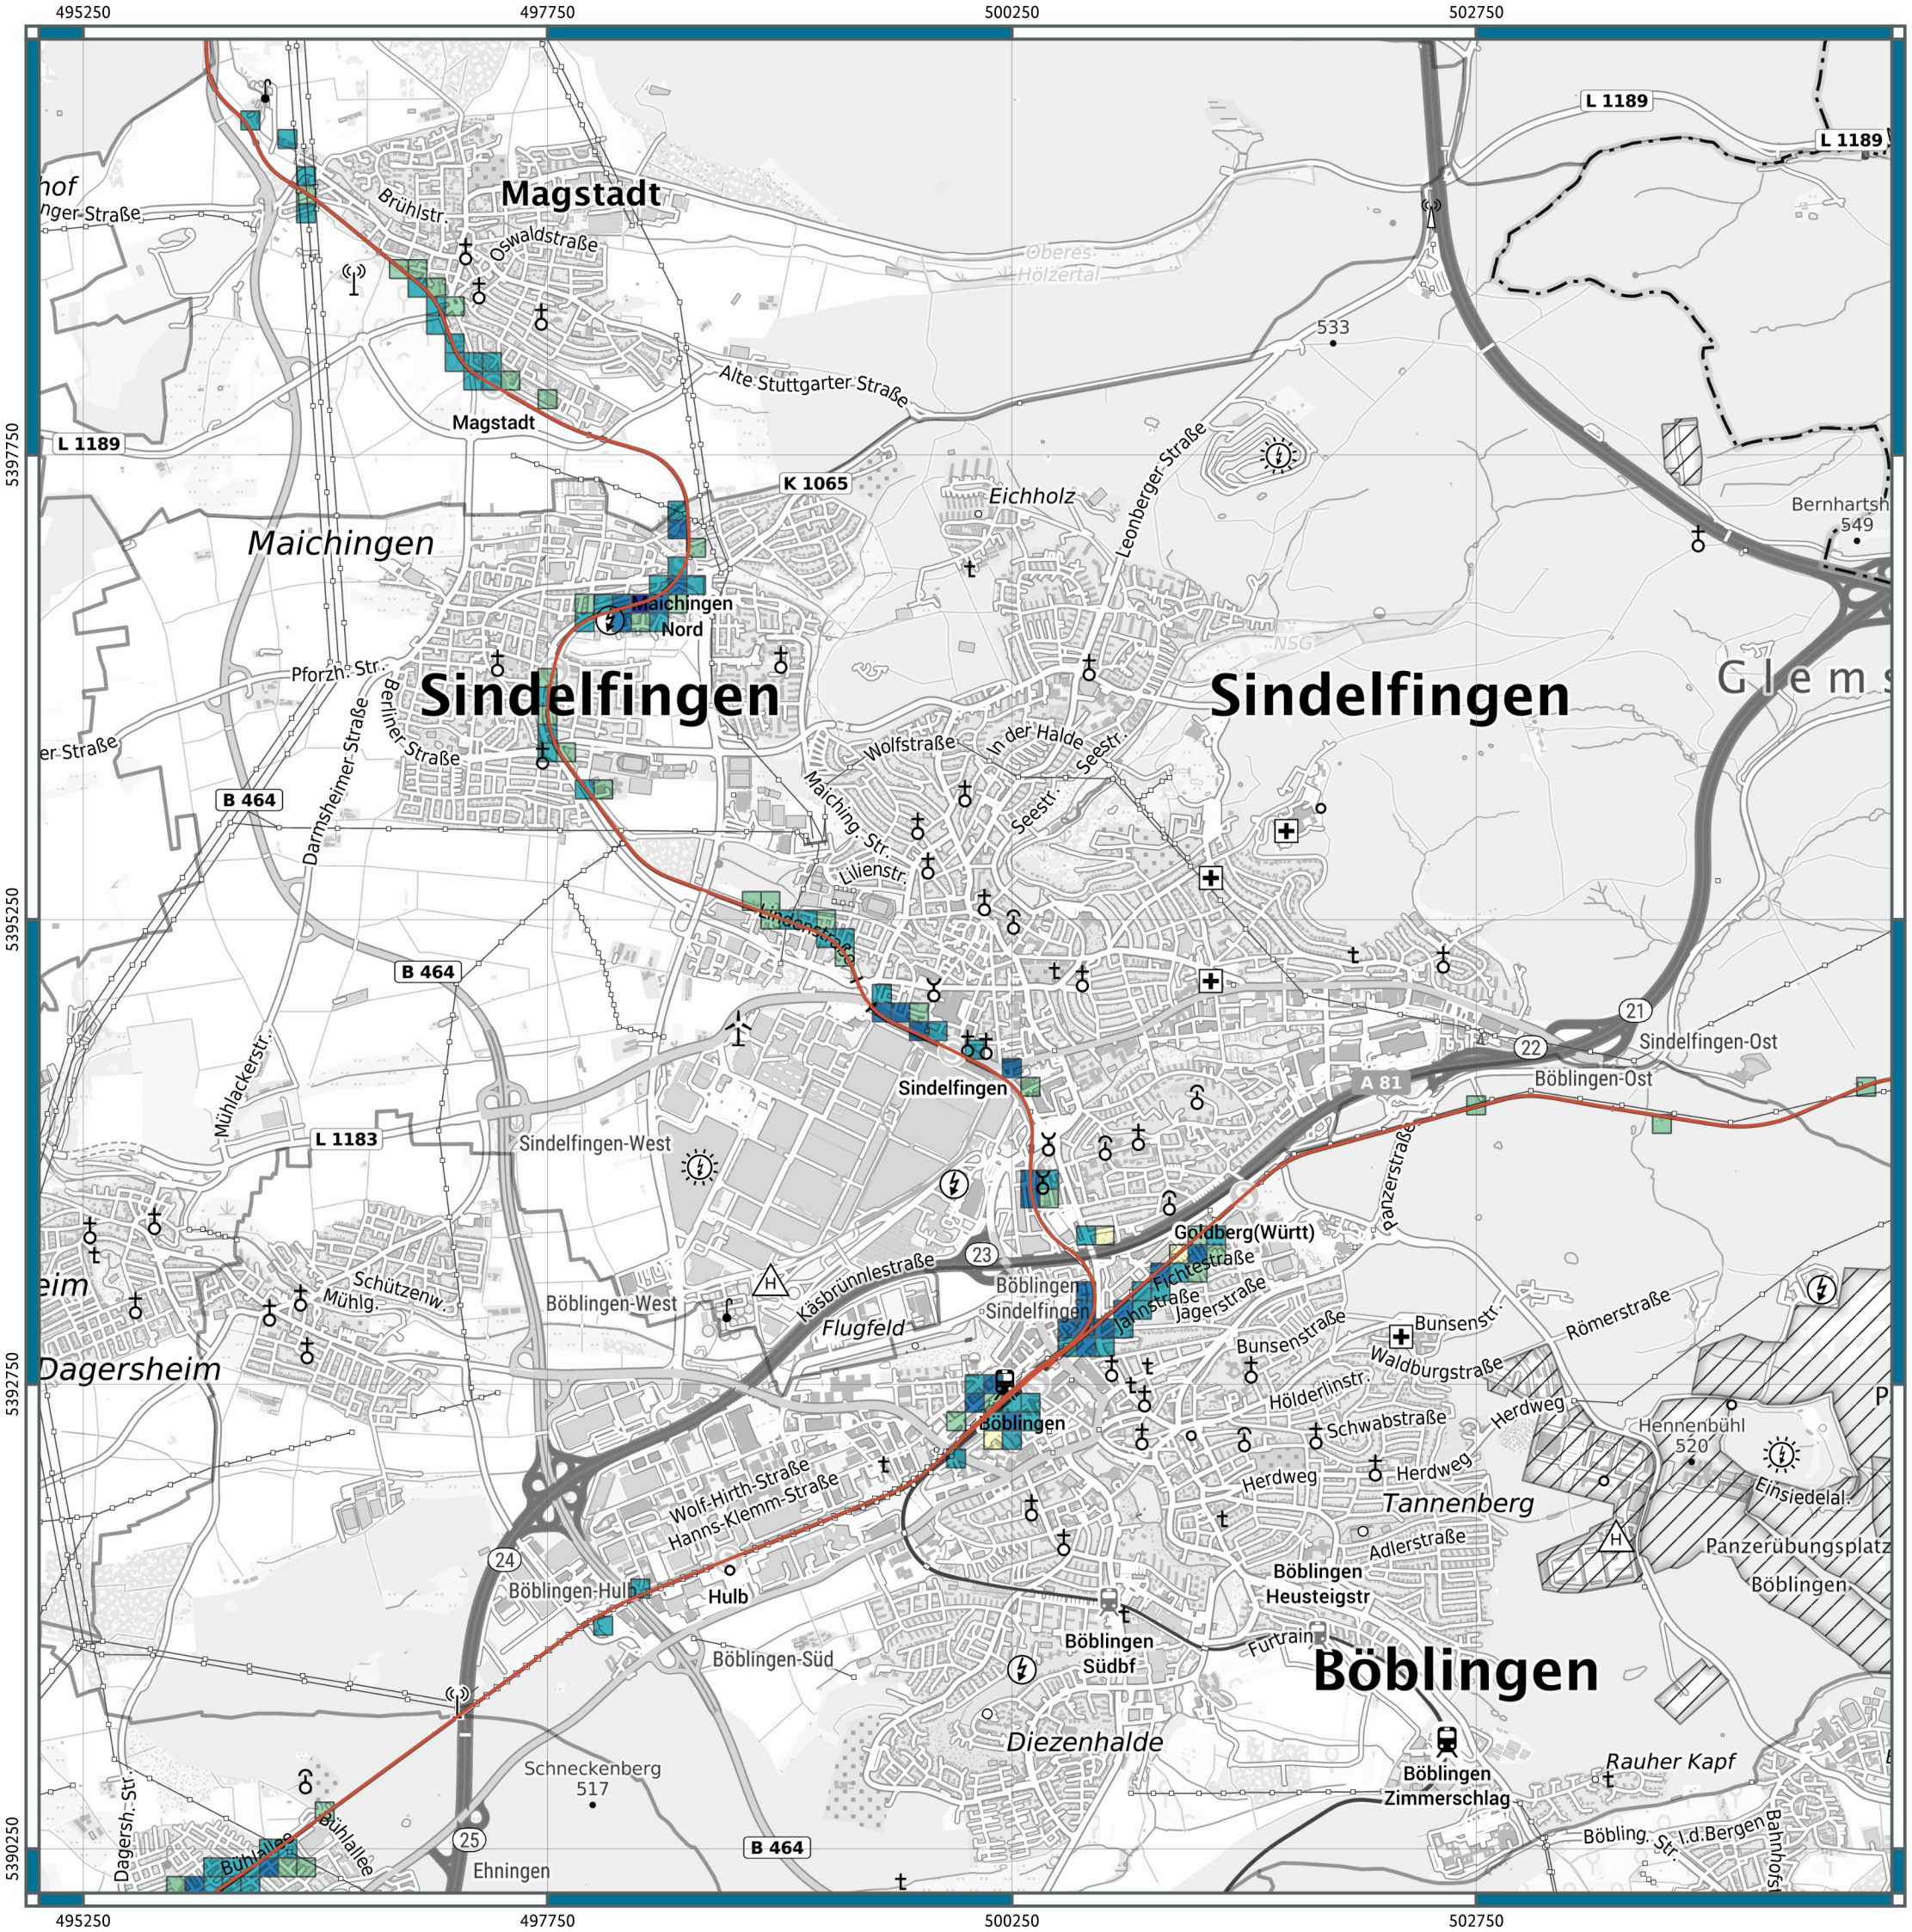 495250
497750
500250
502750
L 1189
L 1189
hof
Magstadt
nger-Straße
Brühlstr.
Oswaldstraße
Oberes
Hölzertal
533
Alte Stuttgarter Straße
Magstadt
L 1189
5397750
K 1065
Eichholz
Leonberger-Straße
Bernhartsh
549
Maichingen
Maichingen
Nord
NSG
Pforzh. Str.
Sindelfingen
Sindelfingen
Glems
Berliner-Straße
er-Straße
Wolfstraße
In der Halde
Seestr.
B 464
Darmsheimer-Straße
Maiching. Str.
Seestr.
Lilienstr.
5395250
Lindenstraße
B 464
21
Sindelfingen-Ost
22
Mühlackerstr.
Sindelfingen
A 81
Böblingen-Ost
L 1183
Sindelfingen-West
Panzerstraße
Goldberg(Württ)
23
Käsbrünnlestraße
Fichtestraße
eim
Schützenw.
Mühlg.
Böblingen-West
Böblingen
Sindelfingen
Jahnstraße
Jägerstraße
Flugfeld
Bunsenstraße
Bunsenstr.
Römerstraße
Dagersheim
Waldburgstraße
5392750
Hölderlinstr.
Herdweg
P
Böblingen
Schwabstraße
Hennenbühl
520
Wolf-Hirth-Straße
Hanns-Klemm-Straße
Herdweg
Herdweg
Einsiedelal.
Tannenberg
Adlerstraße
Panzerübungsplatz
24
Böblingen-Hulb
Hulb
Böblingen
Heusteigstr
Böblingen
Böblingen-Süd
Böblingen
Südbf
Furtrain
Böblingen
Diezenhalde
Schneckenberg
517
Böblingen
Zimmerschlag
Rauher Kapf
Dagersh.-Str.
Bühlallee
Bühlallee
25
Ehningen
B 464
5390250
Böbling. Str.
I.d.Bergen
Bahnhofst
495250
497750
500250
502750